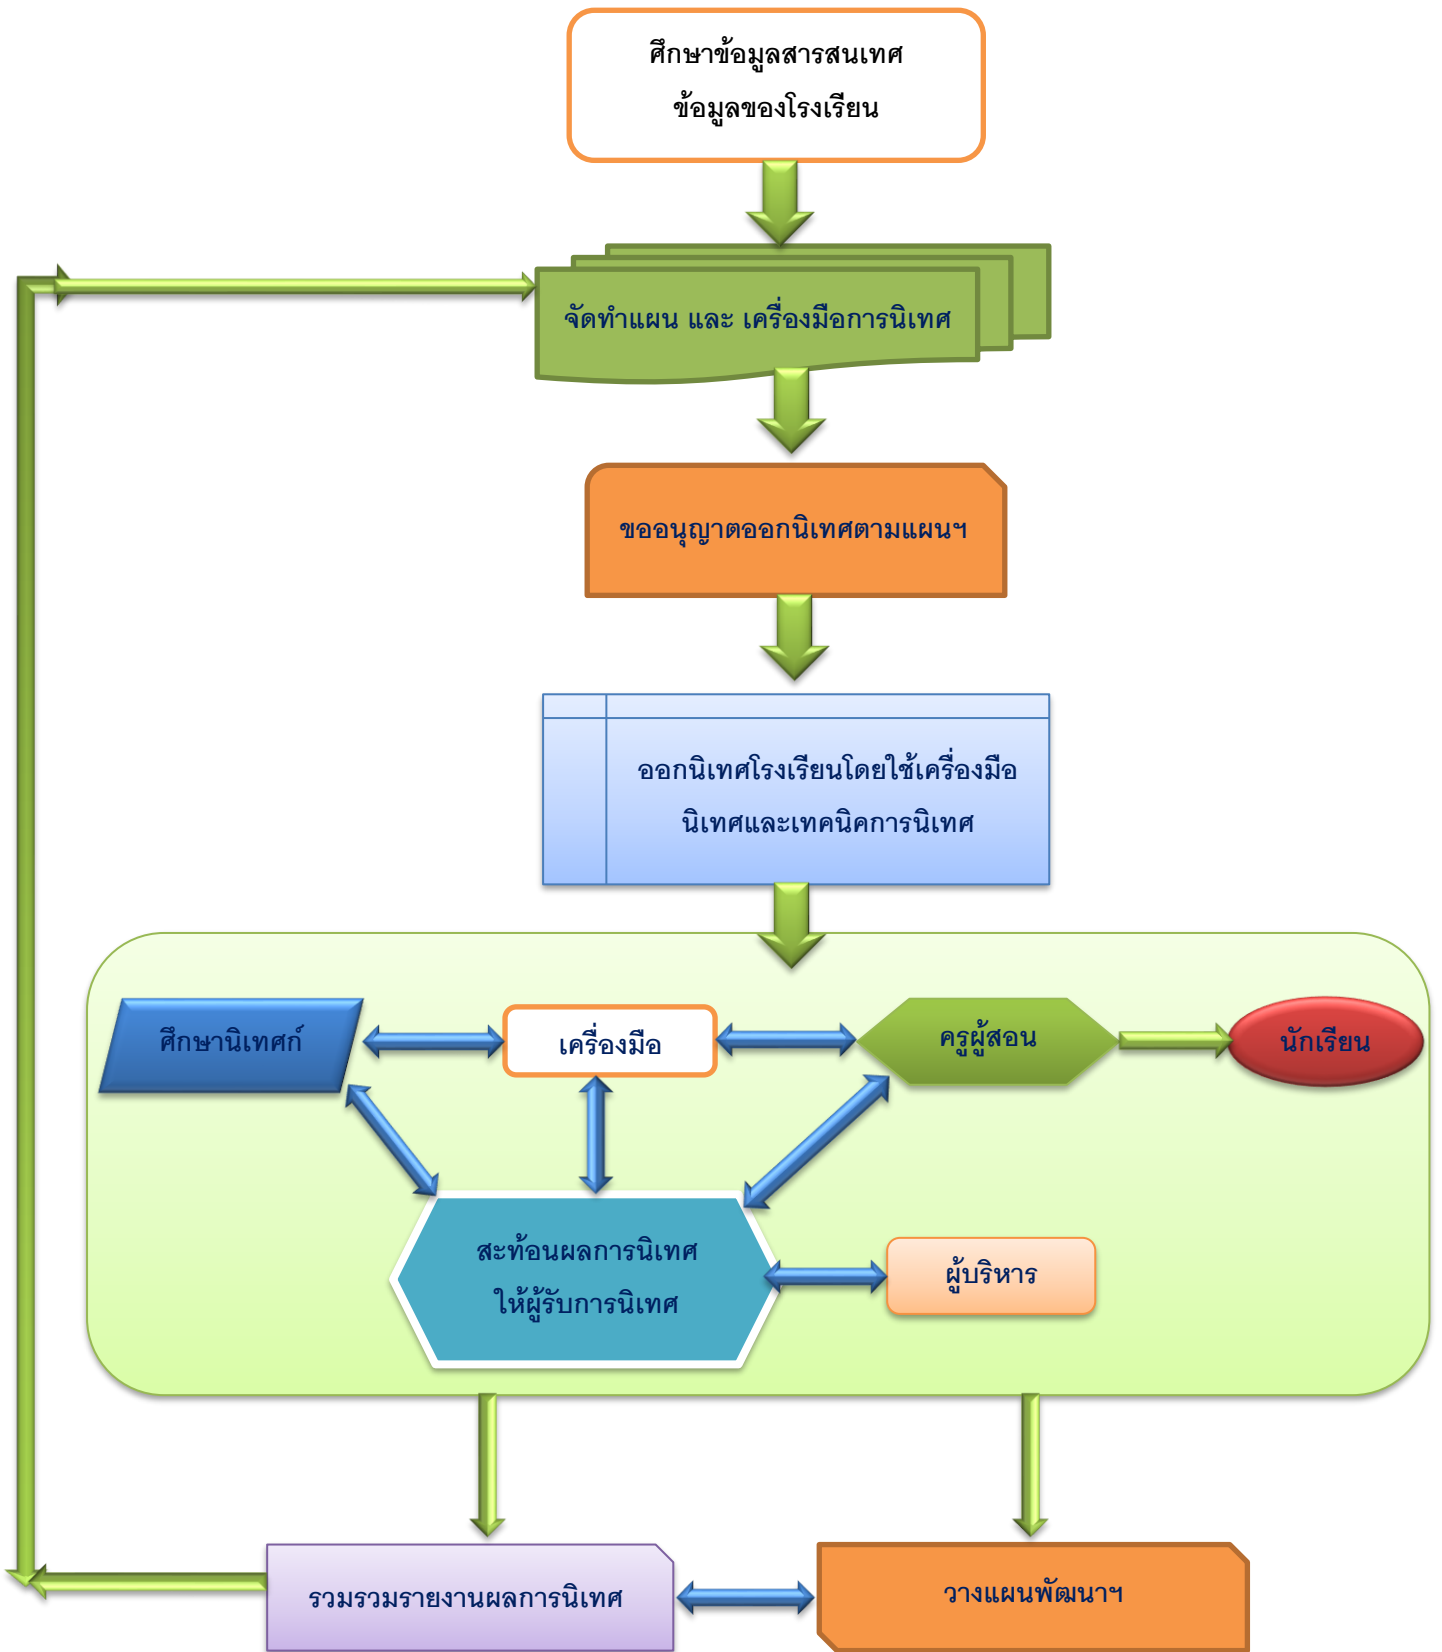 ศึกษาข้อมูลสารสนเทศ
ข้อมูลของโรงเรียน
จัดทำแผน และ เครื่องมือการนิเทศ
ขออนุญาตออกนิเทศตามแผนฯ
ออกนิเทศโรงเรียนโดยใช้เครื่องมือ
นิเทศและเทคนิคการนิเทศ
ศึกษานิเทศก์
เครื่องมือ
ครูผู้สอน
นักเรียน
สะท้อนผลการนิเทศ
ให้ผู้รับการนิเทศ
ผู้บริหาร
รวมรวมรายงานผลการนิเทศ
วางแผนพัฒนาฯ